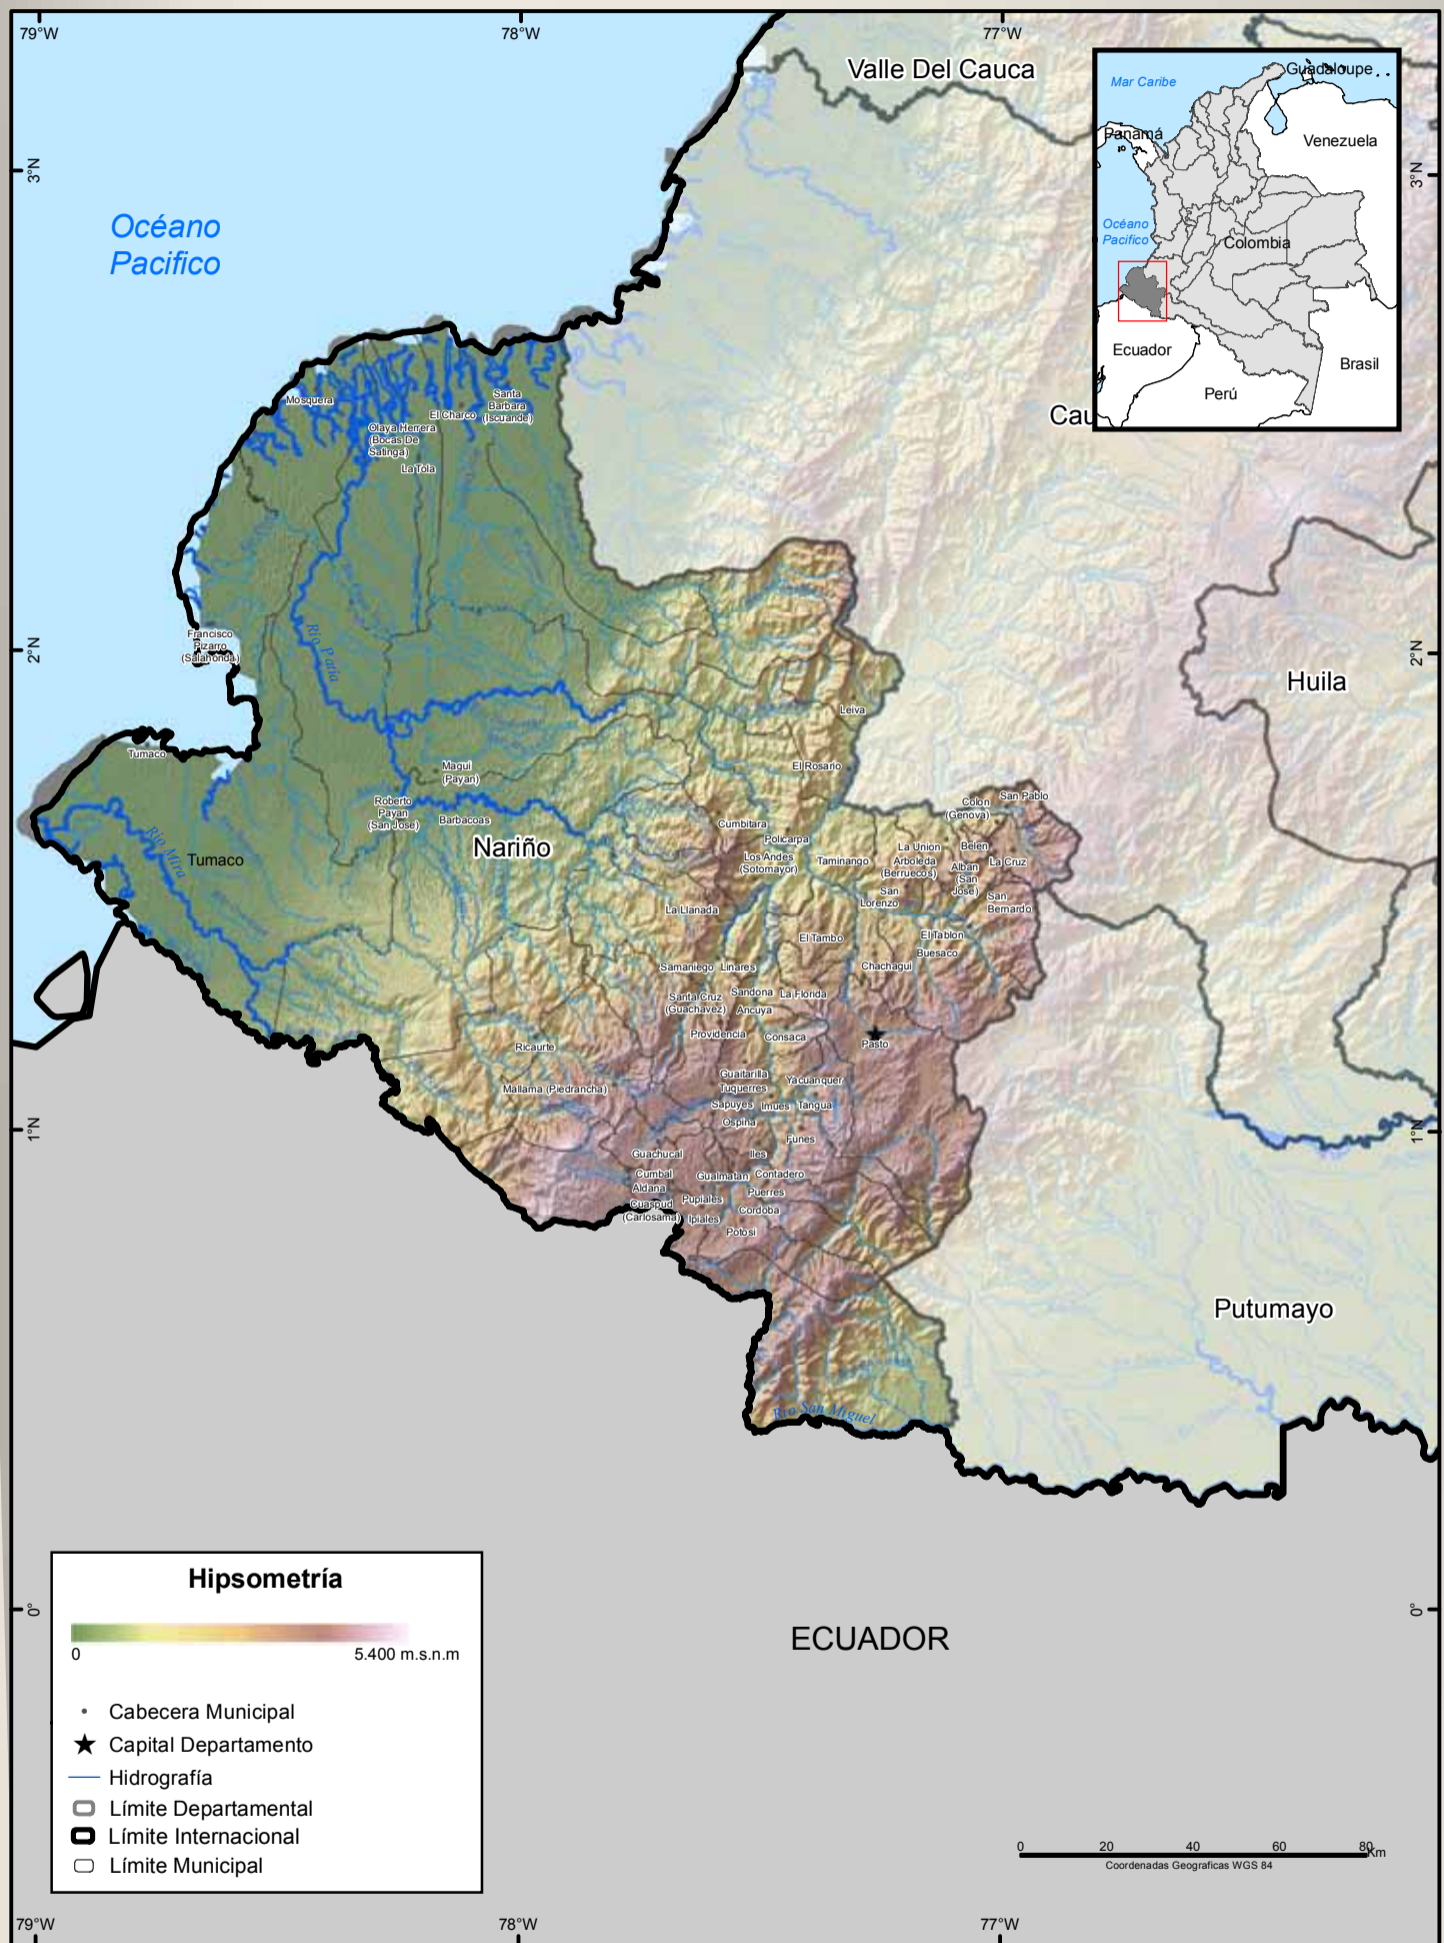 79°W
78°W
77°W
Valle Del Cauca
Mar Caribe
Guadaloupe
Panamá
Venezuela
3°N
3°N
Océano
Pacifico
Océano
Pacifico
Colombia
Ecuador
Brasil
Perú
Cau
Mosquera
Santa
Barbara
(Iscuande)
El Charco
Olaya Herrera
(Bocas De
Satinga)
La Tola
Francisco
Pizarro
(Salahonda)
2°N
2°N
Río Patía
Huila
Leiva
Tumaco
El Rosario
Magui
(Payan)
Roberto
Payan
(San Jose)
Barbacoas
Nariño
Río Mira
Tumaco
San Pablo
Colon
(Genova)
Cumbitara
Policarpa
Los Andes
(Sotomayor)
Taminango
La Union
Belen
Arboleda
(Berruecos)
Alban
(San
Jose)
La Cruz
San
Lorenzo
San
Bernardo
La Llanada
El Tambo
El Tablon
Buesaco
Samaniego
Linares
Chachagui
Santa Cruz
(Guachavez)
Sandona
La Florida
Ancuya
Providencia
Consaca
Pasto
Ricaurte
Mallama (Piedrancha)
Guaitarilla
Tuquerres
Yacuanquer
Sapuyes
Imues
Tangua
Ospina
1°N
1°N
Funes
Guachucal
Iles
Cumbal
Gualmatan
Contadero
Aldana
Puerres
Cuaspud
(Carlosama)
Pupiales
Cordoba
Ipiales
Potosi
Putumayo
Río San Miguel
0°
0°
ECUADOR
Hipsometría
0
5.400 m.s.n.m
Cabecera Municipal
Capital Departamento
Hidrografía
Límite Departamental
Límite Internacional
Límite Municipal
0 20 40 60 80 Km
Coordenadas Geograficas WGS 84
79°W
78°W
77°W